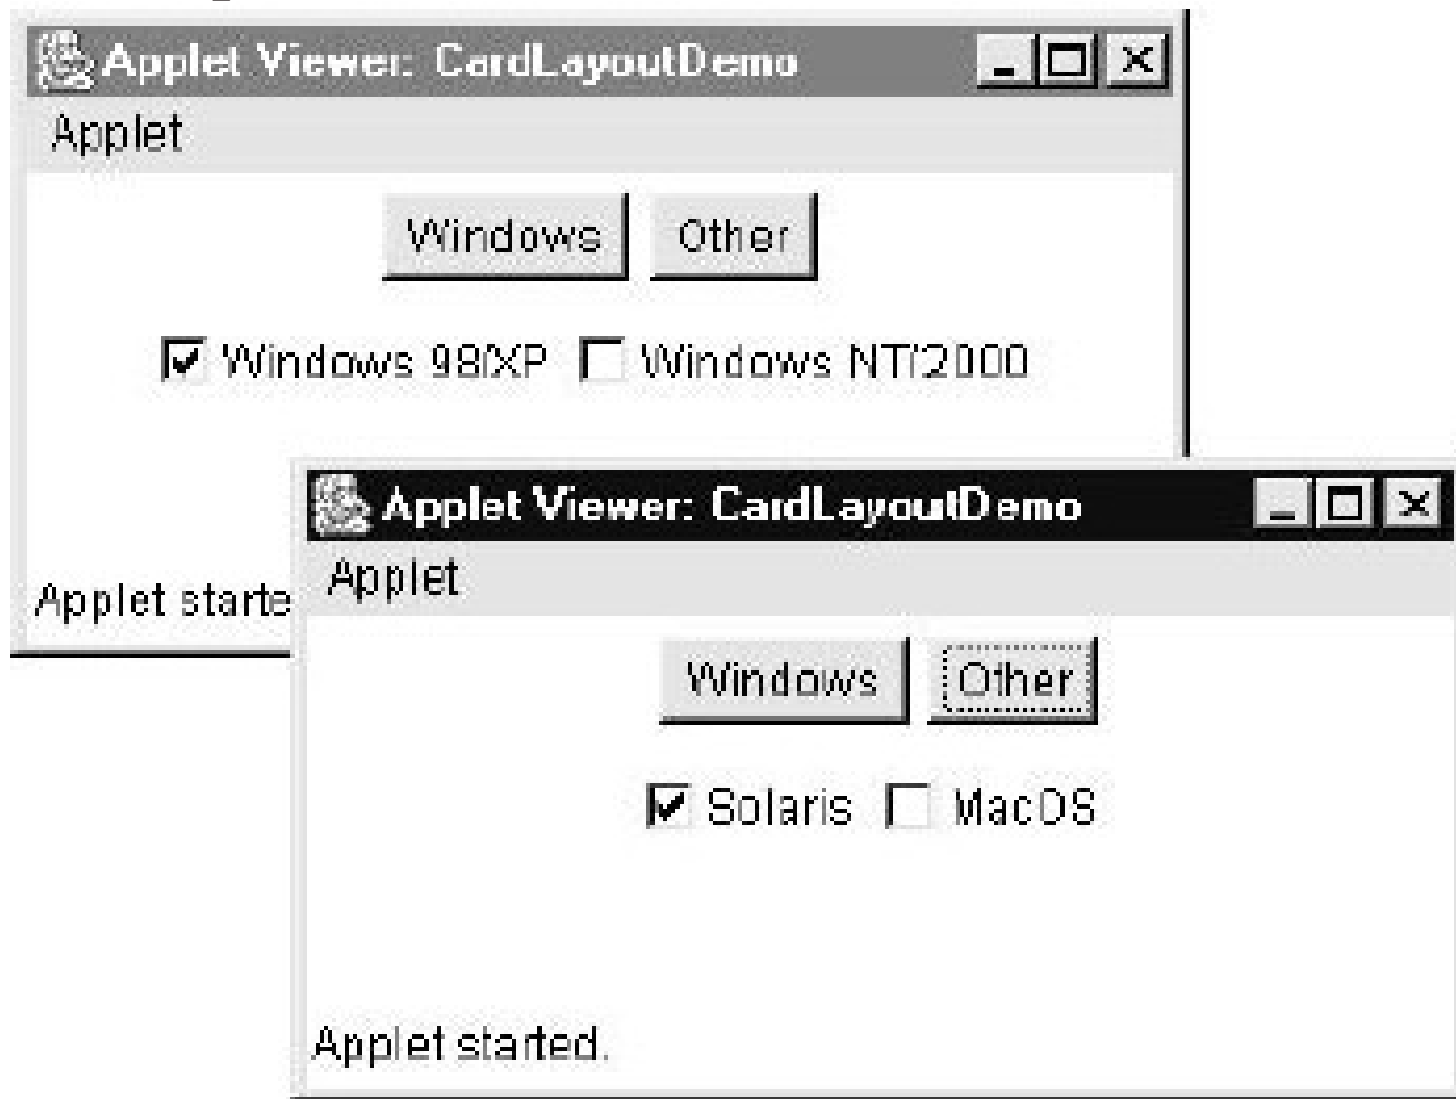 Applet Viewer: CardLayoutDemo
Applet
Windows Other
Windows 98/XP Windows NT/2000
Applet starte
Applet Viewer: CardLayoutDemo
Applet
Windows Other
Solaris MacOS
Applet started.